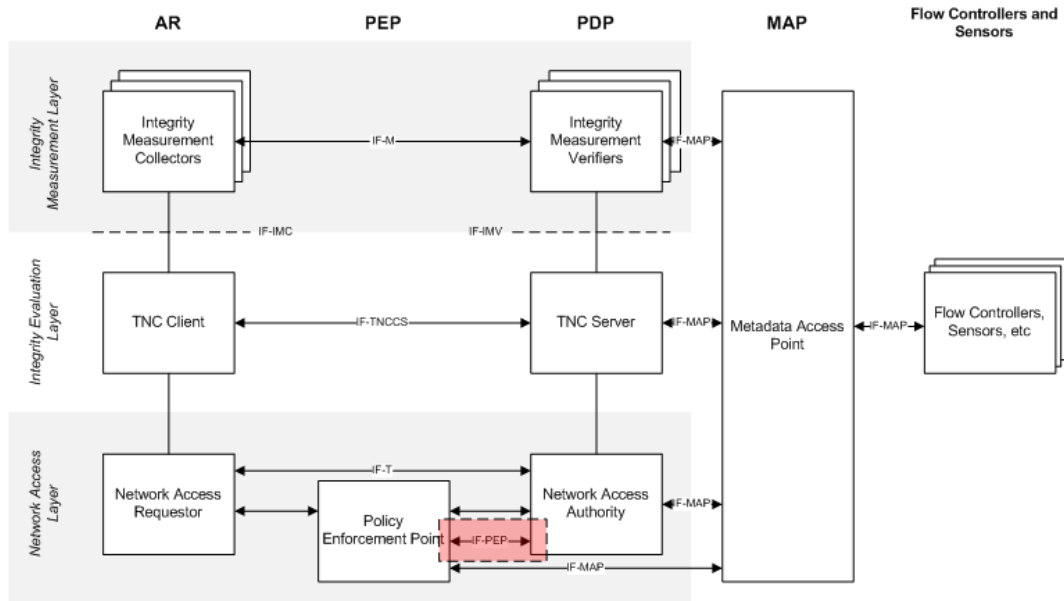 AR
PEP
PDP
MAP
Flow Controllers and
Sensors
Integrity
Measurement Layer
Integrity
Measurement
Collectors
IF-M
Integrity
Measurement
Verifiers
IF-MAP
IF-IMC
IF-IMV
Integrity Evaluation
Layer
TNC Client
IF-TNCCS
TNC Server
IF-MAP
Metadata Access
Point
IF-MAP
Flow Controllers,
Sensors, etc
Network Access
Layer
Network Access
Requestor
IF-T
Policy
Enforcement Point
Network Access
Authority
IF-MAP
IF-PEP
IF-MAP